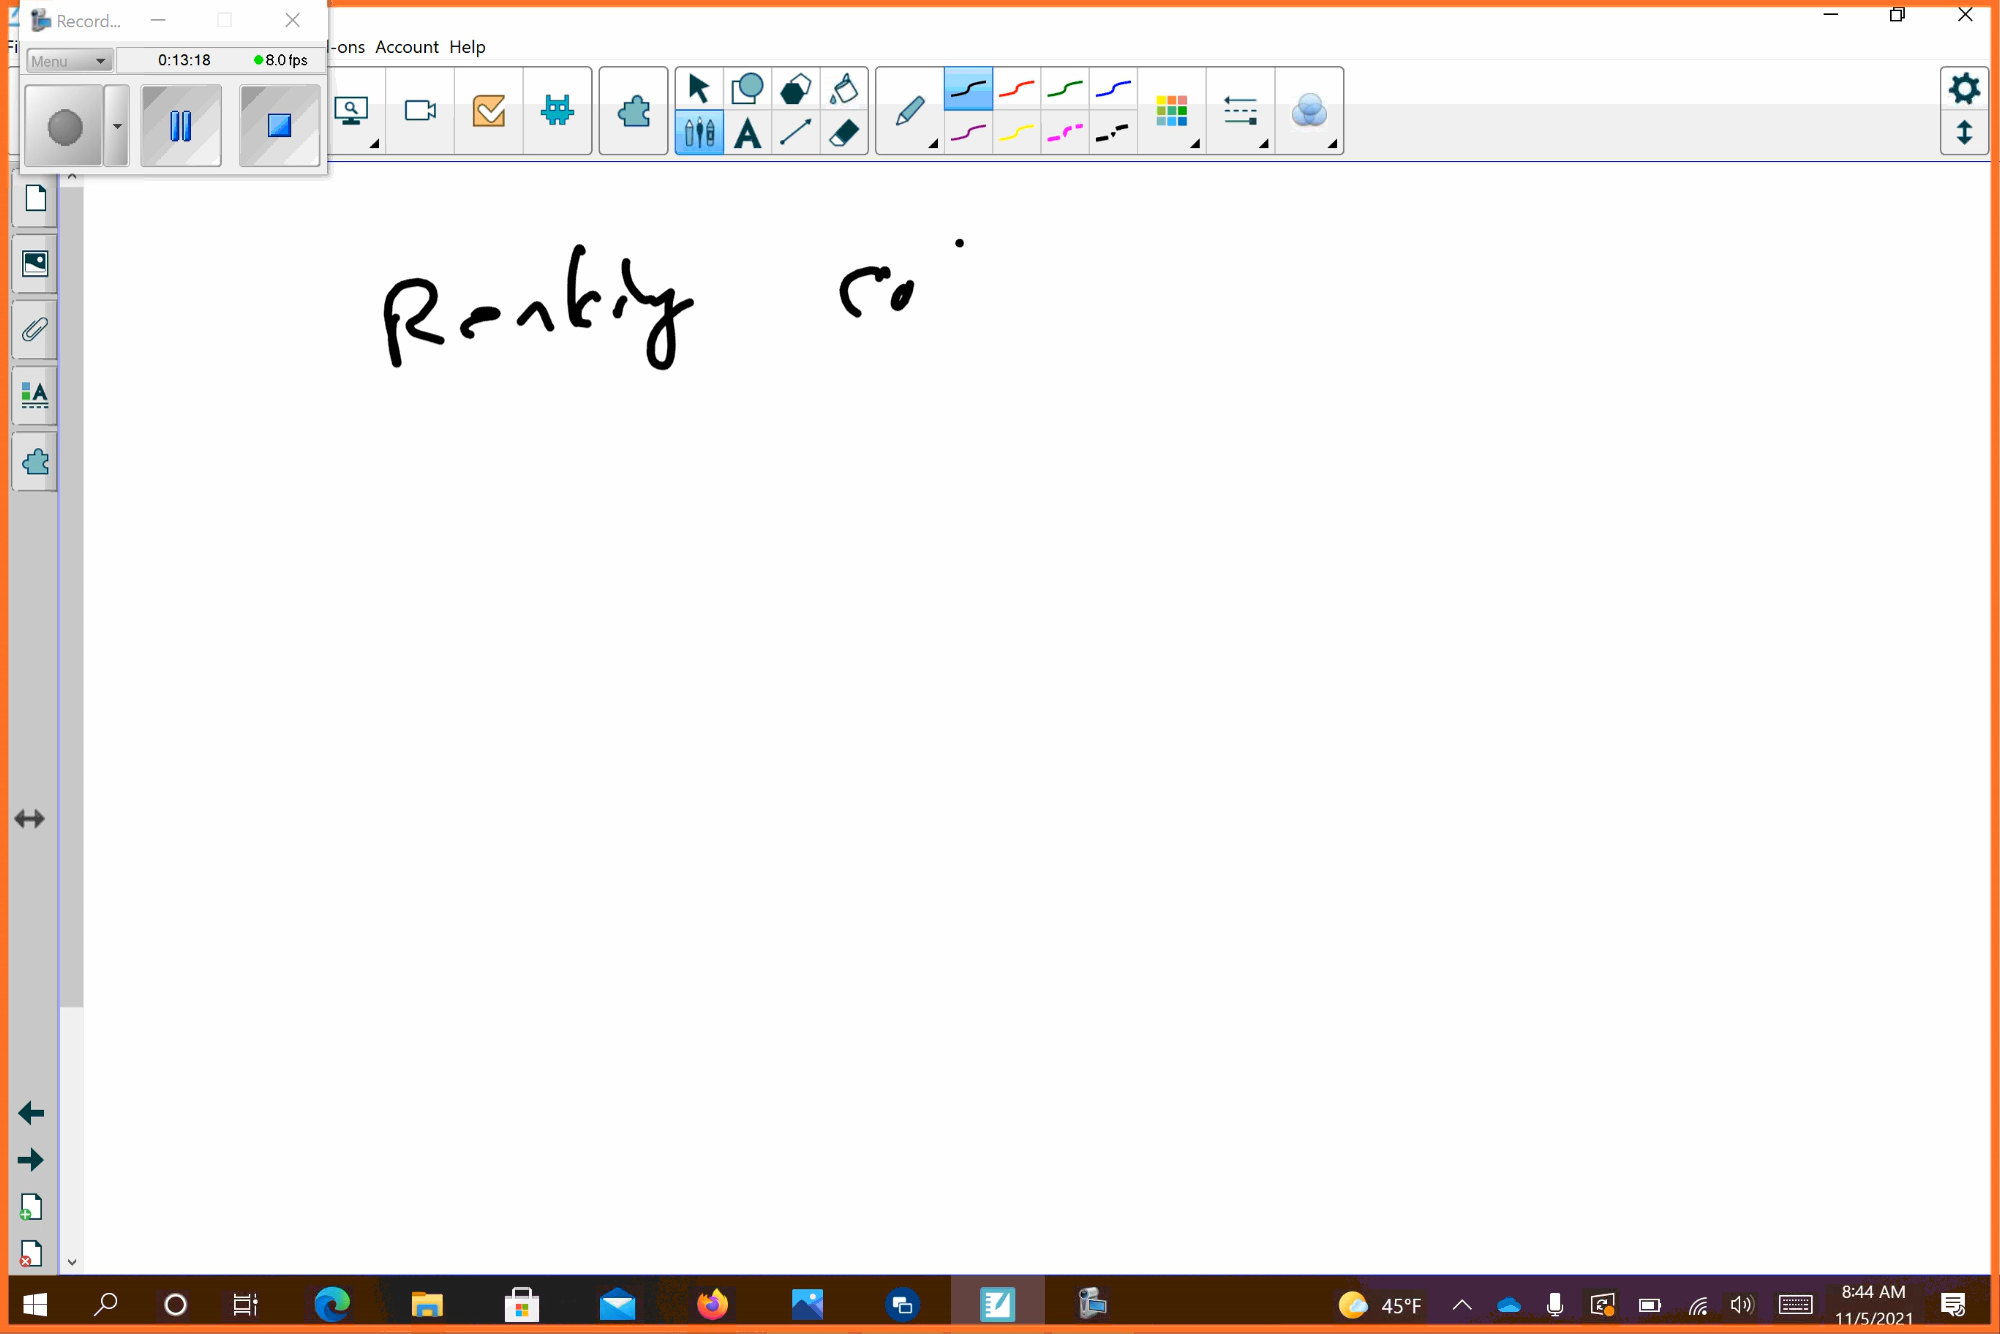 Record...
-ons Account Help
Menu 0:13:18 8.0 fps
co
45°F 8:44 AM
11/5/2021